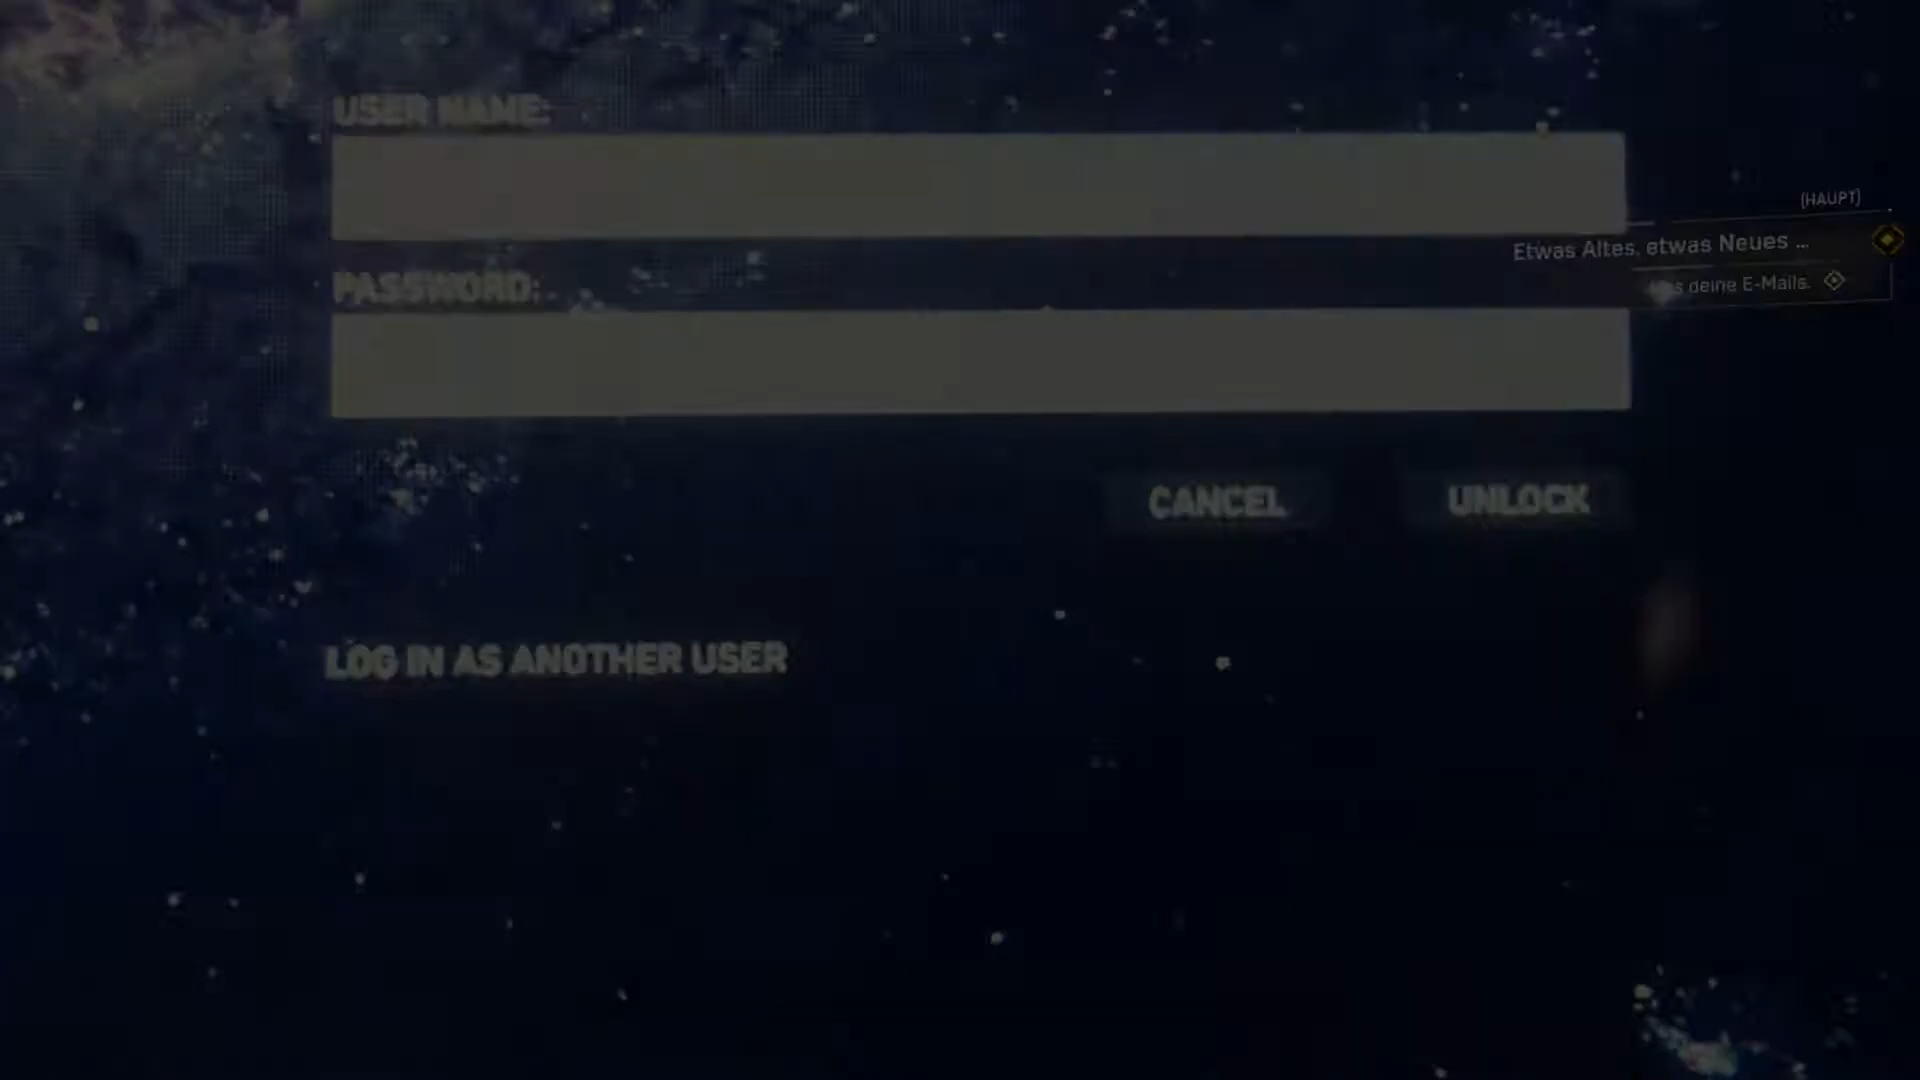 USER NAME:
(HAUPT)
Etwas Altes, etwas Neues ...
PASSWORD:
deine E-Mails.
CANCEL
UNLOCK
LOG IN AS ANOTHER USER